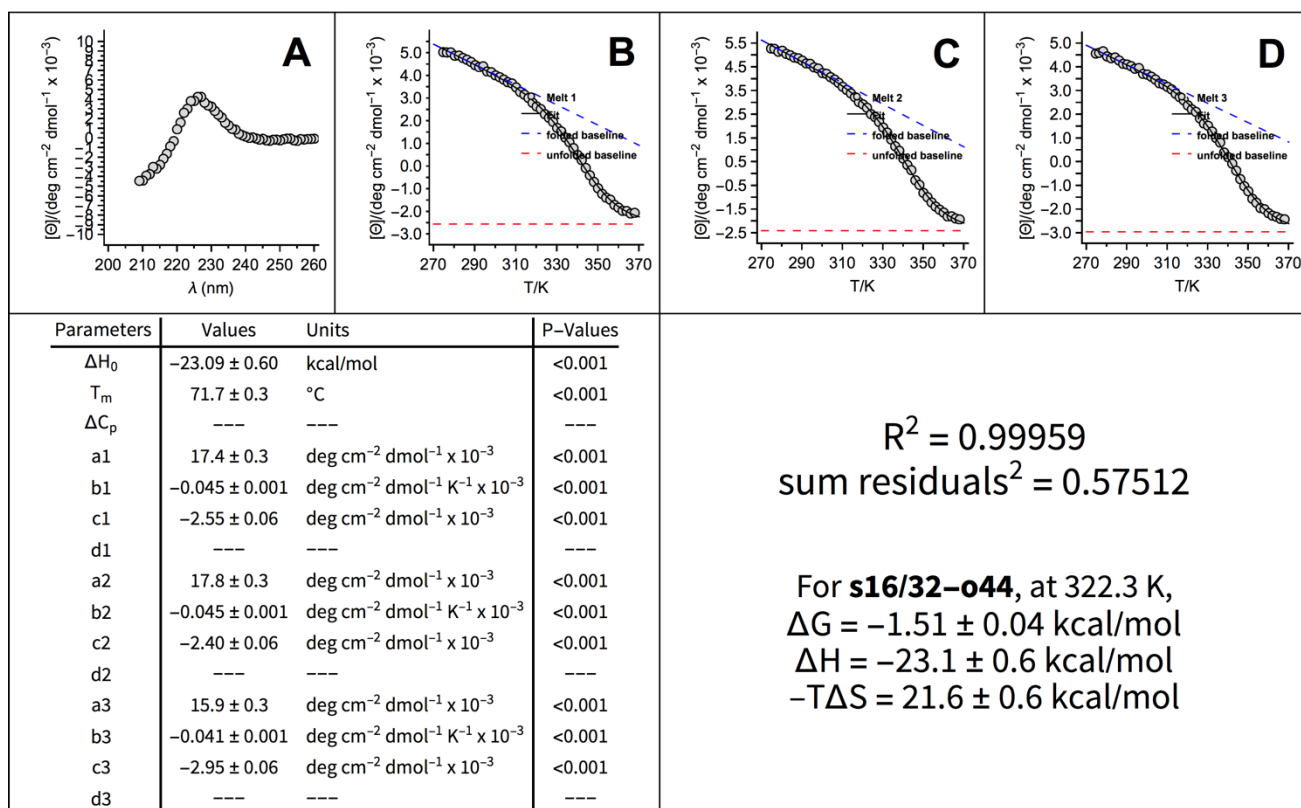 A
[Θ]/(deg cm⁻² dmol⁻¹ x 10⁻³)
10
9
8
7
6
5
4
3
2
1
0
−1
−2
−3
−4
−5
−6
−7
−8
−9
−10
200 210 220 230 240 250 260
λ (nm)
B
[Θ]/(deg cm⁻² dmol⁻¹ x 10⁻³)
5.0
4.0
3.0
2.0
1.0
0.0
−1.0
−2.0
−3.0
Melt 1
Fit
folded baseline
unfolded baseline
270 290 310 330 350 370
T/K
C
[Θ]/(deg cm⁻² dmol⁻¹ x 10⁻³)
5.5
4.5
3.5
2.5
1.5
0.5
−0.5
−1.5
−2.5
Melt 2
Fit
folded baseline
unfolded baseline
270 290 310 330 350 370
T/K
D
[Θ]/(deg cm⁻² dmol⁻¹ x 10⁻³)
5.0
4.0
3.0
2.0
1.0
0.0
−1.0
−2.0
−3.0
Melt 3
Fit
folded baseline
unfolded baseline
270 290 310 330 350 370
T/K
Parameters Values Units P−Values
ΔH₀ −23.09 ± 0.60 kcal/mol <0.001
Tₘ 71.7 ± 0.3 °C <0.001
ΔCₚ −−− −−− −−−
a1 17.4 ± 0.3 deg cm⁻² dmol⁻¹ x 10⁻³ <0.001
b1 −0.045 ± 0.001 deg cm⁻² dmol⁻¹ K⁻¹ x 10⁻³ <0.001
c1 −2.55 ± 0.06 deg cm⁻² dmol⁻¹ x 10⁻³ <0.001
d1 −−− −−− −−−
a2 17.8 ± 0.3 deg cm⁻² dmol⁻¹ x 10⁻³ <0.001
b2 −0.045 ± 0.001 deg cm⁻² dmol⁻¹ K⁻¹ x 10⁻³ <0.001
c2 −2.40 ± 0.06 deg cm⁻² dmol⁻¹ x 10⁻³ <0.001
d2 −−− −−− −−−
a3 15.9 ± 0.3 deg cm⁻² dmol⁻¹ x 10⁻³ <0.001
b3 −0.041 ± 0.001 deg cm⁻² dmol⁻¹ K⁻¹ x 10⁻³ <0.001
c3 −2.95 ± 0.06 deg cm⁻² dmol⁻¹ x 10⁻³ <0.001
d3 −−− −−− −−−
R² = 0.99959
sum residuals² = 0.57512
For s16/32−o44, at 322.3 K,
ΔG = −1.51 ± 0.04 kcal/mol
ΔH = −23.1 ± 0.6 kcal/mol
−TΔS = 21.6 ± 0.6 kcal/mol